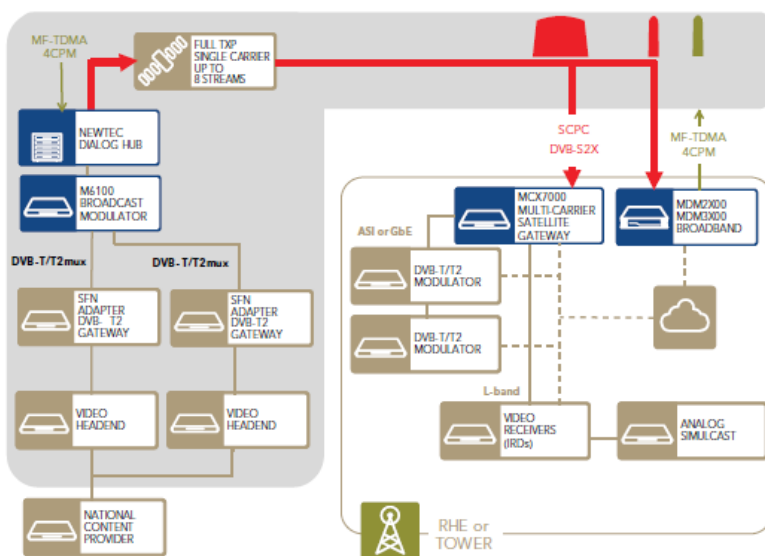 MF-TDMA
4CPM
FULL TXP
SINGLE CARRIER
UP TO
8 STREAMS
NEWTEC
DIALOG HUB
M6100
BROADCAST
MODULATOR
DVB-T/T2mux
DVB-T/T2mux
SFN
ADAPTER
DVB- T2
GATEWAY
SFN
ADAPTER
DVB-T2
GATEWAY
VIDEO
HEADEND
VIDEO
HEADEND
NATIONAL
CONTENT
PROVIDER
SCPC
DVB-S2X
MF-TDMA
4CPM
MCX7000
MULTI-CARRIER
SATELLITE
GATEWAY
MDM2X00
MDM3X00
BROADBAND
ASI or GbE
DVB-T/T2
MODULATOR
DVB-T/T2
MODULATOR
L-band
VIDEO
RECEIVERS
(IRDs)
ANALOG
SIMULCAST
RHE or
TOWER